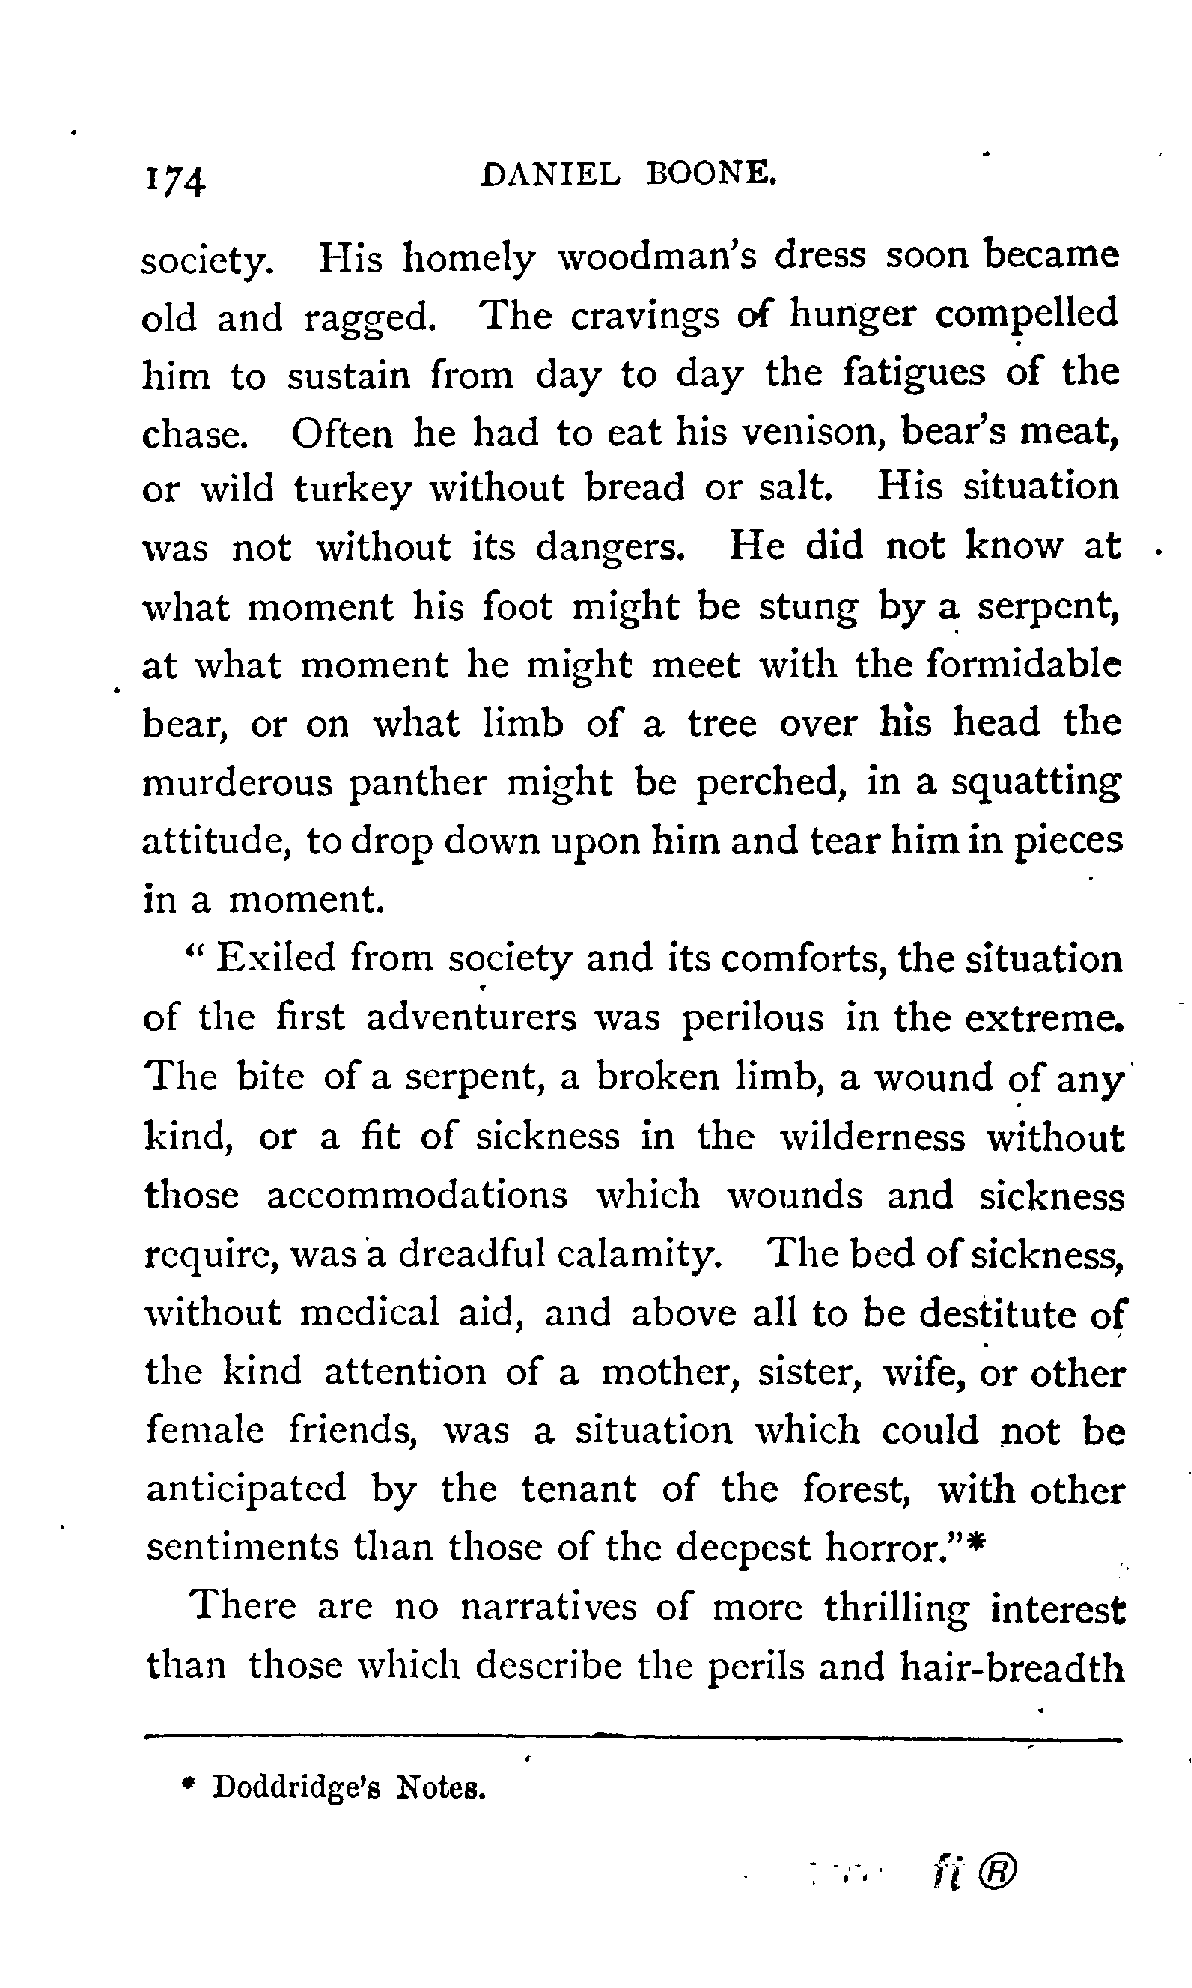 174 DANIEL BOONE.
society. His homely woodman's dress soon became
old and ragged. The cravings of hunger compelled
him to sustain from day to day the fatigues of the
chase. Often he had to eat his venison, bear's meat,
or wild turkey without bread or salt. His situation
was not without its dangers. He did not know at
what moment his foot might be stung by a serpent,
at what moment he might meet with the formidable
bear, or on what limb of a tree over his head the
murderous panther might be perched, in a squatting
attitude, to drop down upon him and tear him in pieces
in a moment.
“ Exiled from society and its comforts, the situation
of the first adventurers was perilous in the extreme.
The bite of a serpent, a broken limb, a wound of any
kind, or a fit of sickness in the wilderness without
those accommodations which wounds and sickness
require, was a dreadful calamity. The bed of sickness,
without medical aid, and above all to be destitute of
the kind attention of a mother, sister, wife, or other
female friends, was a situation which could not be
anticipated by the tenant of the forest, with other
sentiments than those of the deepest horror.”*
There are no narratives of more thrilling interest
than those which describe the perils and hair-breadth
* Doddridge's Notes.
fi ®